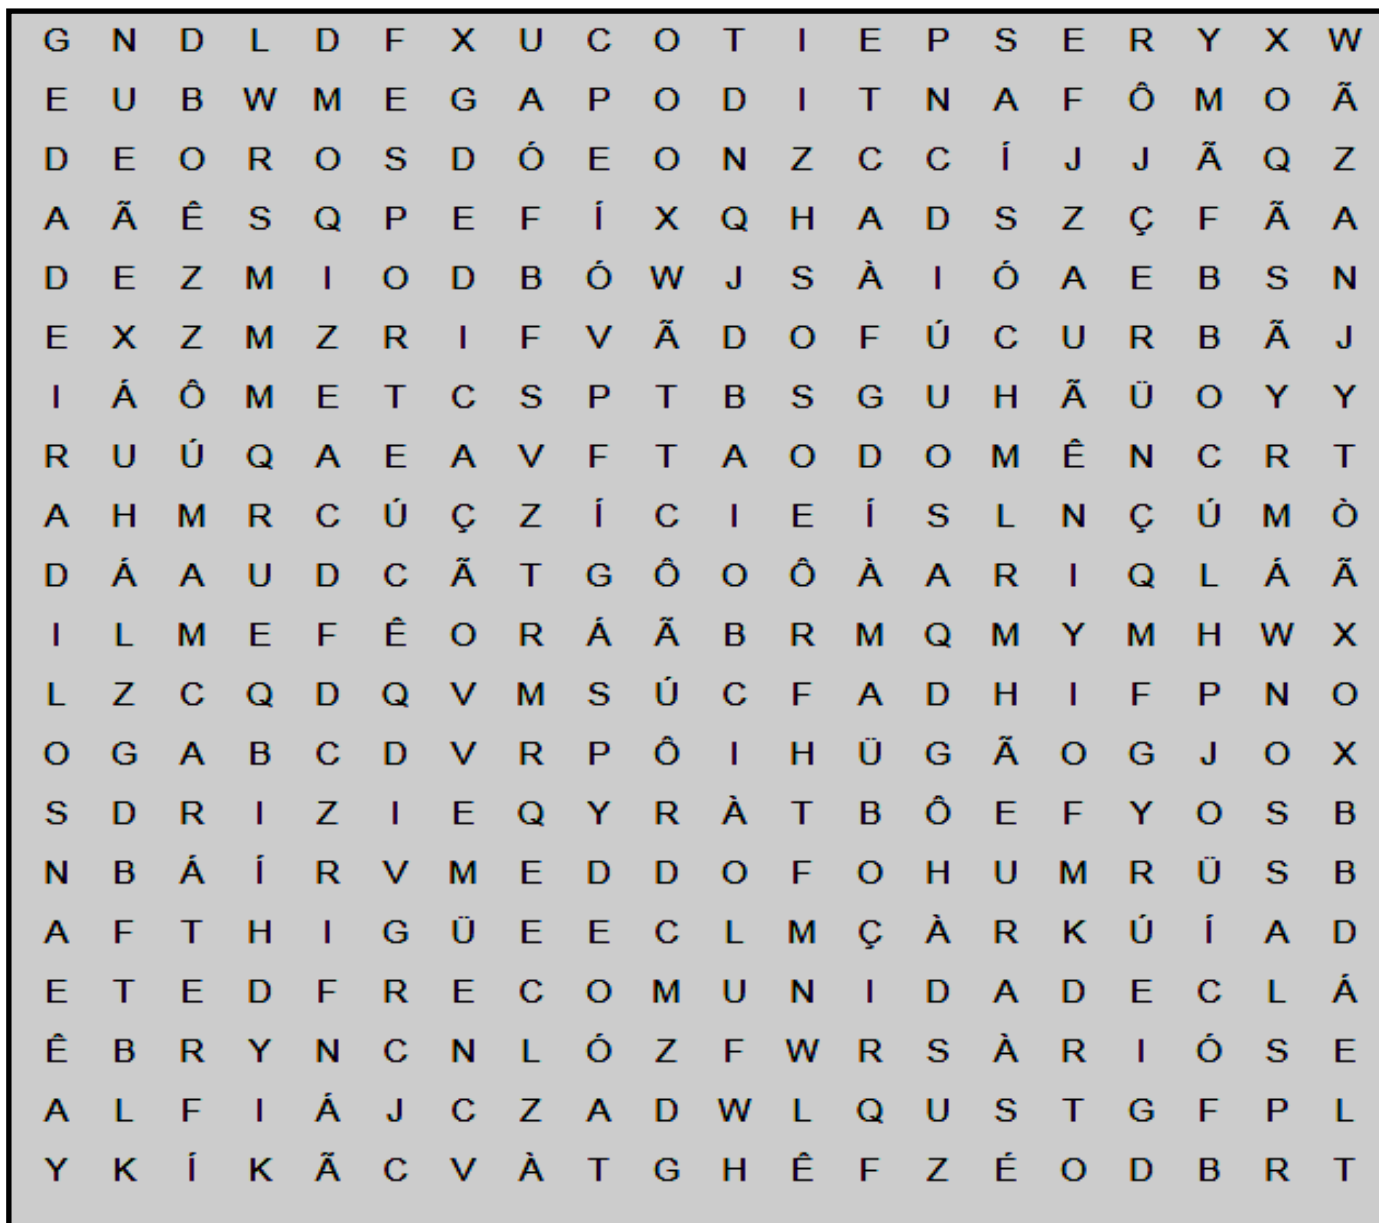 G N D L D F X U C O T I E P S E R Y X W
E U B W M E G A P O D I T N A F Ô M O Ã
D E O R O S D Ó E O N Z C C Í J J Ã Q Z
A Ã Ê S Q P E F Í X Q H A D S Z Ç F Ã A
D E Z M I O D B Ó W J S À I Ó A E B S N
E X Z M Z R I F V Ã D O F Ú C U R B Ã J
I Á Ô M E T C S P T B S G U H Ã Ü O Y Y
R U Ú Q A E A V F T A O D O M Ê N C R T
A H M R C Ú Ç Z Í C I E Í S L N Ç Ú M Ò
D Á A U D C Ã T G Ô O Ô À A R I Q L Á Ã
I L M E F Ê O R Á Ã B R M Q M Y M H W X
L Z C Q D Q V M S Ú C F A D H I F P N O
O G A B C D V R P Ô I H Ü G Ã O G J O X
S D R I Z I E Q Y R À T B Ô E F Y O S B
N B Á Í R V M E D D O F O H U M R Ü S B
A F T H I G Ü E E C L M Ç À R K Ú Í A D
E T E D F R E C O M U N I D A D E C L Á
Ê B R Y N C N L Ó Z F W R S À R I Ó S E
A L F I Á J C Z A D W L Q U S T G F P L
Y K Í K Ã C V À T G H Ê F Z É O D B R T